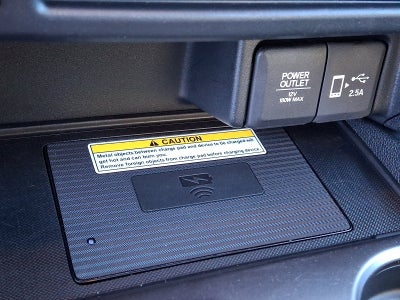 POWER
OUTLET
12V
180W MAX
2.5A
CAUTION
Metal objects between charge pad and device to be charged will
get hot and can burn you.
Remove foreign objects from charge pad before charging device.